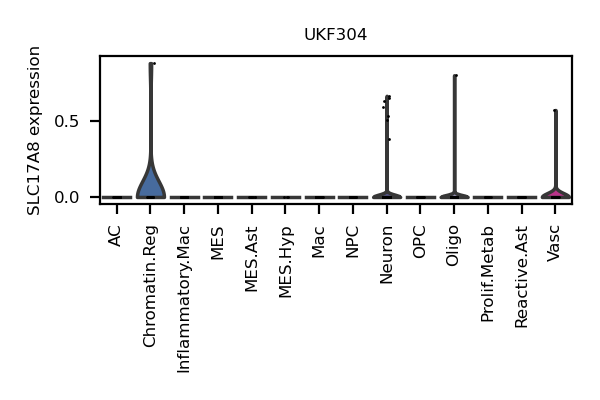 UKF304
SLC17A8 expression
0.5
0.0
AC
Chromatin.Reg
Inflammatory.Mac
MES
MES.Ast
MES.Hyp
Mac
NPC
Neuron
OPC
Oligo
Prolif.Metab
Reactive.Ast
Vasc